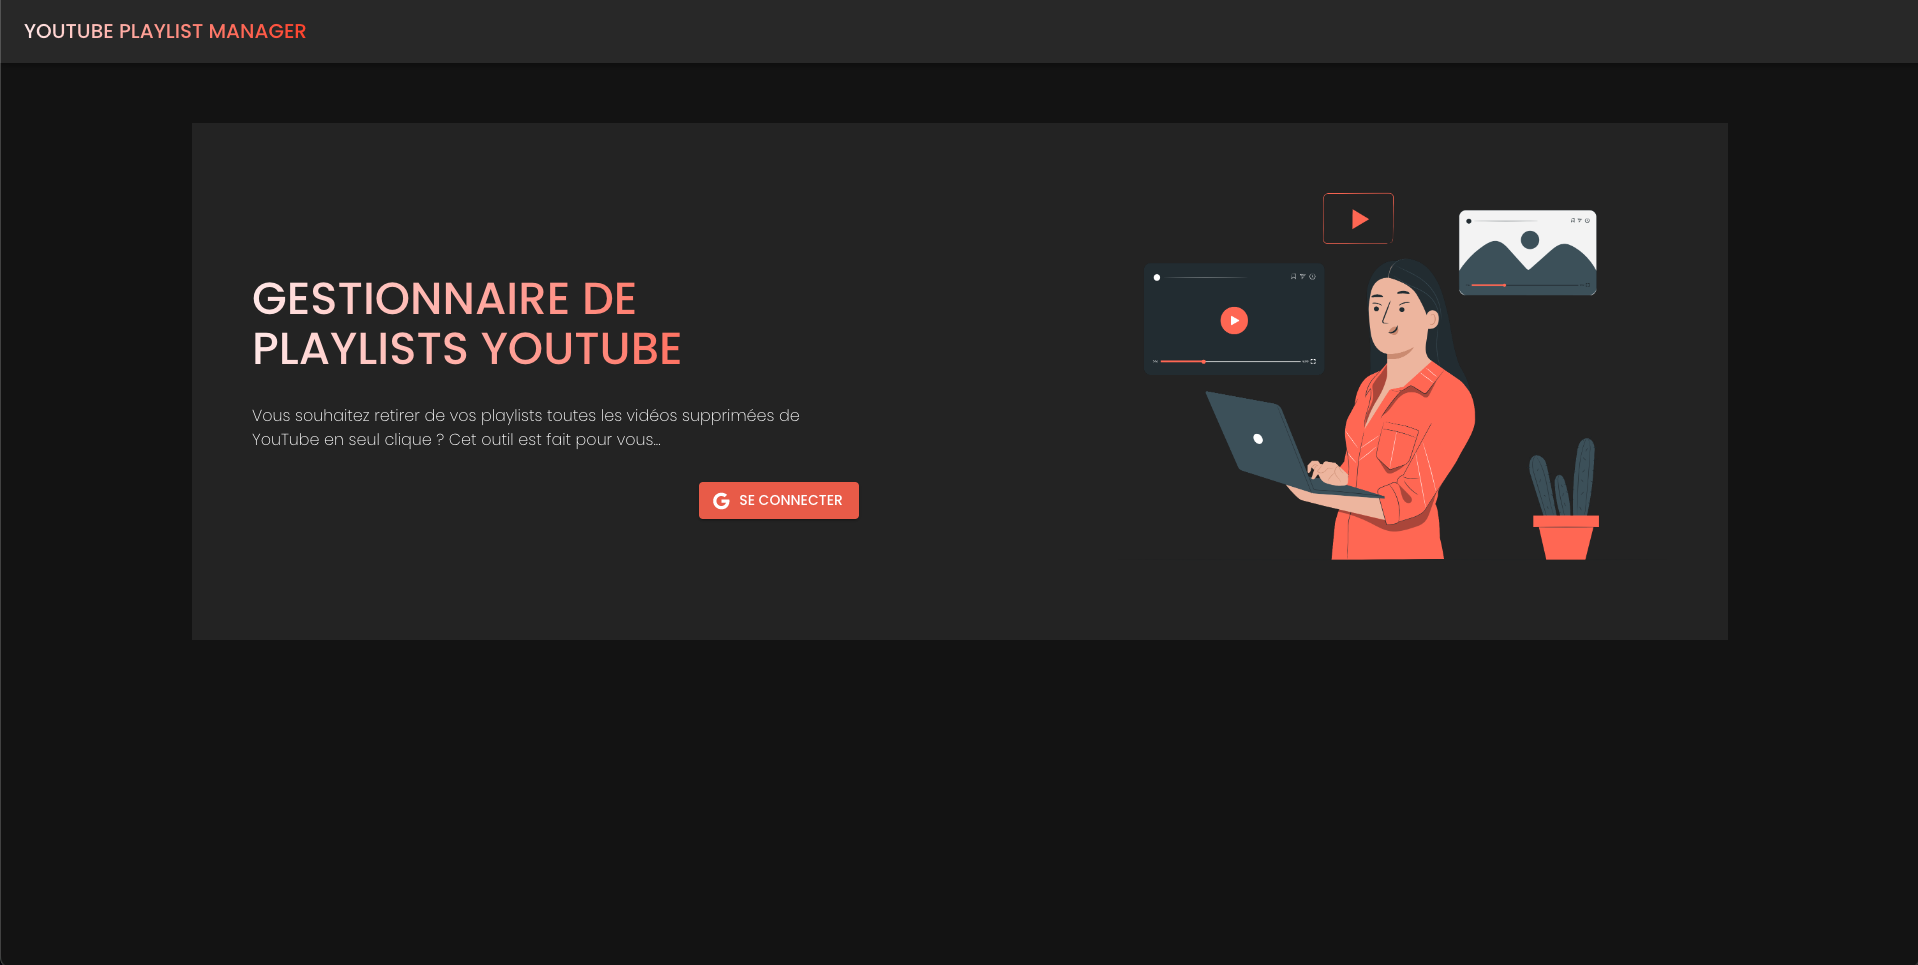 YOUTUBE PLAYLIST MANAGER
GESTIONNAIRE DE
PLAYLISTS YOUTUBE
Vous souhaitez retirer de vos playlists toutes les vidéos supprimées de
YouTube en seul clique ? Cet outil est fait pour vous...
SE CONNECTER